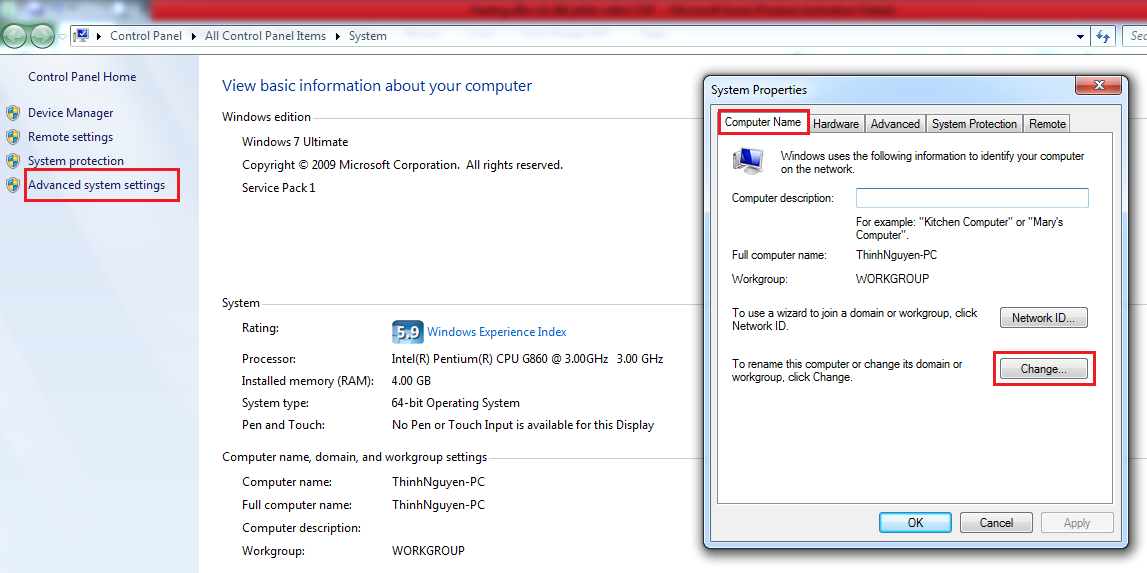 Control Panel
All Control Panel Items
System
Sec
Control Panel Home
Device Manager
Remote settings
System protection
Advanced system settings
View basic information about your computer
Windows edition
Windows 7 Ultimate
Copyright © 2009 Microsoft Corporation.  All rights reserved.
Service Pack 1
System
Rating:
5.9 Windows Experience Index
Processor: Intel(R) Pentium(R) CPU G860 @ 3.00GHz   3.00 GHz
Installed memory (RAM): 4.00 GB
System type: 64-bit Operating System
Pen and Touch: No Pen or Touch Input is available for this Display
Computer name, domain, and workgroup settings
Computer name: ThinhNguyen-PC
Full computer name: ThinhNguyen-PC
Computer description:
Workgroup: WORKGROUP
System Properties
Computer Name
Hardware
Advanced
System Protection
Remote
Windows uses the following information to identify your computer
on the network.
Computer description:
For example: "Kitchen Computer" or "Mary's
Computer".
Full computer name: ThinhNguyen-PC
Workgroup: WORKGROUP
To use a wizard to join a domain or workgroup, click
Network ID.
Network ID...
To rename this computer or change its domain or
workgroup, click Change.
Change...
OK
Cancel
Apply